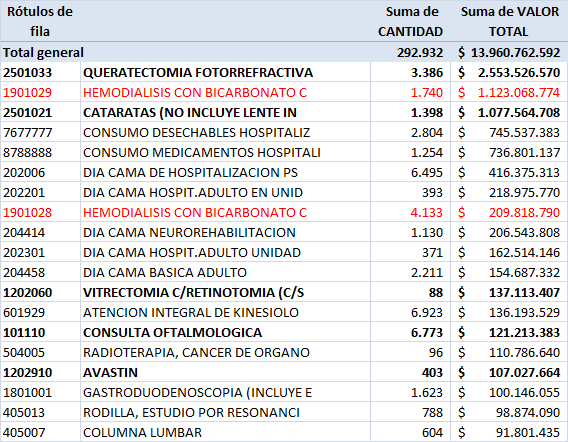 Rótulos de fila Suma de CANTIDAD Suma de VALOR TOTAL
Total general 292.932 $ 13.960.762.592
2501033 QUERATECTOMIA FOTORREFRACTIVA 3.386 $ 2.553.526.570
1901029 HEMODIALISIS CON BICARBONATO C 1.740 $ 1.123.068.774
2501021 CATARATAS (NO INCLUYE LENTE IN 1.398 $ 1.077.564.708
7677777 CONSUMO DESECHABLES HOSPITALIZ 2.804 $ 745.537.383
8788888 CONSUMO MEDICAMENTOS HOSPITALI 1.254 $ 736.801.137
202006 DIA CAMA DE HOSPITALIZACION PS 6.495 $ 416.375.313
202201 DIA CAMA HOSPIT.ADULTO EN UNID 393 $ 218.975.770
1901028 HEMODIALISIS CON BICARBONATO C 4.133 $ 209.818.790
204414 DIA CAMA NEUROREHABILITACION 1.130 $ 206.543.808
202301 DIA CAMA HOSPIT.ADULTO UNIDAD 371 $ 162.514.146
204458 DIA CAMA BASICA ADULTO 2.211 $ 154.687.332
1202060 VITRECTOMIA C/RETINOTOMIA (C/S 88 $ 137.113.407
601929 ATENCION INTEGRAL DE KINESIOLO 6.923 $ 136.193.529
101110 CONSULTA OFTALMOLOGICA 6.773 $ 121.213.383
504005 RADIOTERAPIA, CANCER DE ORGANO 96 $ 110.786.640
1202910 AVASTIN 403 $ 107.027.664
1801001 GASTRODUODENOSCOPIA (INCLUYE E 1.623 $ 100.146.055
405013 RODILLA, ESTUDIO POR RESONANCI 788 $ 98.874.090
405007 COLUMNA LUMBAR 604 $ 91.801.435